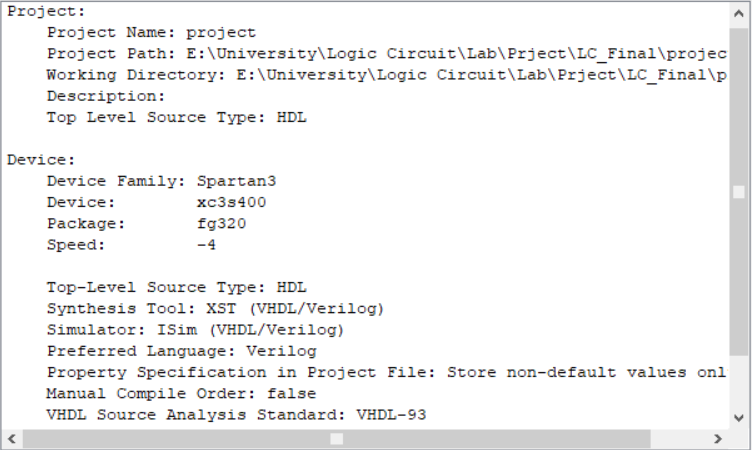 Project:
Project Name: project
Project Path: E:\University\Logic Circuit\Lab\Prject\LC_Final\projec
Working Directory: E:\University\Logic Circuit\Lab\Prject\LC_Final\p
Description:
Top Level Source Type: HDL
Device:
Device Family: Spartan3
Device: xc3s400
Package: fg320
Speed: -4
Top-Level Source Type: HDL
Synthesis Tool: XST (VHDL/Verilog)
Simulator: ISim (VHDL/Verilog)
Preferred Language: Verilog
Property Specification in Project File: Store non-default values onl
Manual Compile Order: false
VHDL Source Analysis Standard: VHDL-93